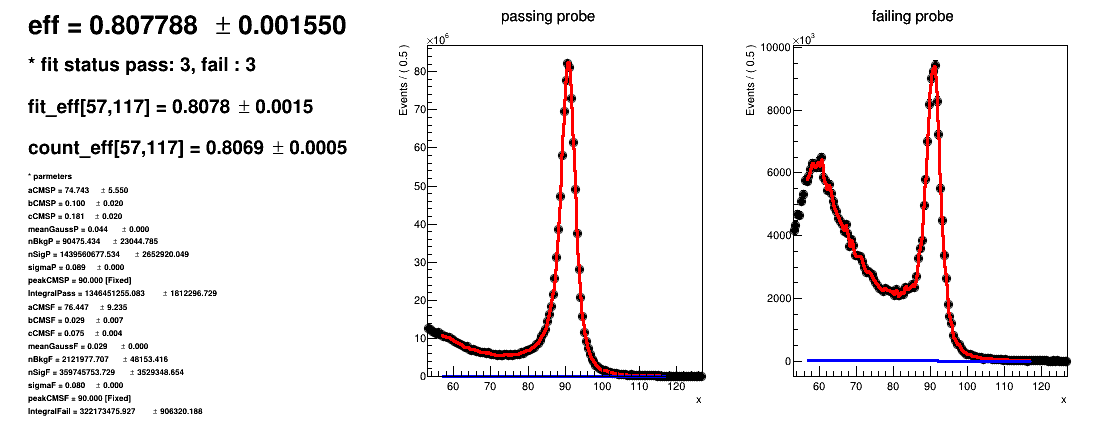 eff = 0.807788 ± 0.001550
* fit status pass: 3, fail : 3
fit_eff[57,117] = 0.8078 ± 0.0015
count_eff[57,117] = 0.8069 ± 0.0005
* parmeters
aCMSP = 74.743 ± 5.550
bCMSP = 0.100 ± 0.020
cCMSP = 0.181 ± 0.020
meanGaussP = 0.044 ± 0.000
nBkgP = 90475.434 ± 23044.785
nSigP = 1439560677.534 ± 2652920.049
sigmaP = 0.089 ± 0.000
peakCMSP = 90.000 [Fixed]
IntegralPass = 1346451255.083 ± 1812296.729
aCMSF = 76.447 ± 9.235
bCMSF = 0.029 ± 0.007
cCMSF = 0.075 ± 0.004
meanGaussF = 0.029 ± 0.000
nBkgF = 2121977.707 ± 48153.416
nSigF = 359745753.729 ± 3529348.654
sigmaF = 0.080 ± 0.000
peakCMSF = 90.000 [Fixed]
IntegralFail = 322173475.927 ± 906320.188
passing probe
×10⁶
Events / ( 0.5 )
80
70
60
50
40
30
20
10
0
60 70 80 90 100 110 120
x
failing probe
×10³
Events / ( 0.5 )
10000
8000
6000
4000
2000
0
60 70 80 90 100 110 120
x